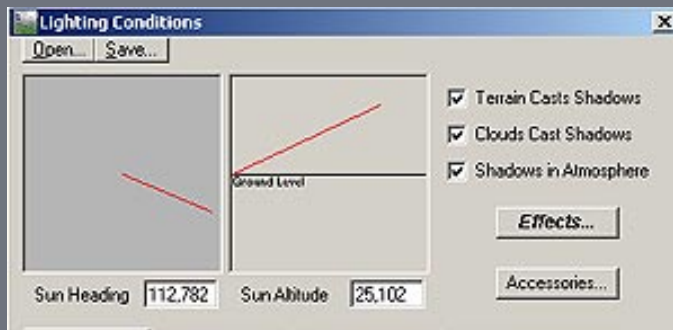 Lighting Conditions
Open... Save...
Terrain Casts Shadows
Clouds Cast Shadows
Shadows in Atmosphere
Ground Level
Effects...
Sun Heading 112,782 Sun Altitude 25,102
Accessories...